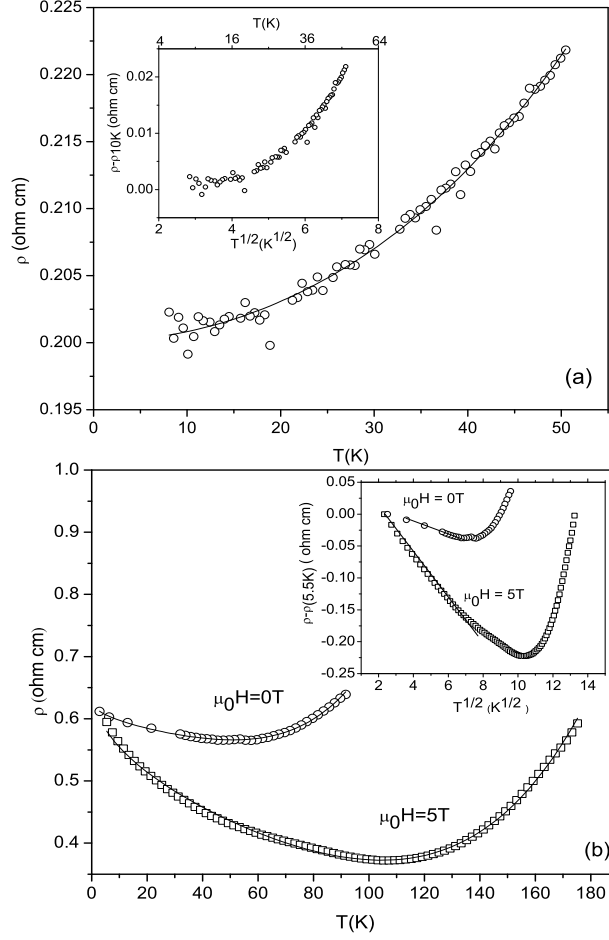 (a)
0.225
0.220
0.215
0.210
0.205
0.200
0.195
ρ (ohm cm)
0 10 20 30 40 50
T(K)
T(K)
4 16 36 64
0.02
0.01
0.00
ρ-ρ10K (ohm cm)
2 4 6 8
T^1/2(K^1/2)
(b)
1.0
0.9
0.8
0.7
0.6
0.5
0.4
ρ (ohm cm)
μ0H=0T
μ0H=5T
0 20 40 60 80 100 120 140 160 180
T(K)
0.05
0.00
-0.05
-0.10
-0.15
-0.20
-0.25
ρ-ρ(5.5K) ( ohm cm)
μ0H = 0T
μ0H = 5T
2 4 6 8 10 12 14
T^1/2 (K^1/2)